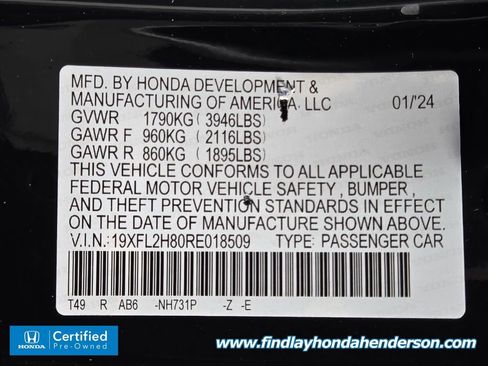 MFD. BY HONDA DEVELOPMENT &
MANUFACTURING OF AMERICA, LLC 01/'24
GVWR 1790KG (3946LBS)
GAWR F 960KG (2116LBS)
GAWR R 860KG (1895LBS)
THIS VEHICLE CONFORMS TO ALL APPLICABLE
FEDERAL MOTOR VEHICLE SAFETY , BUMPER ,
AND THEFT PREVENTION STANDARDS IN EFFECT
ON THE DATE OF MANUFACTURE SHOWN ABOVE.
V.I.N: 19XFL2H80RE018509 TYPE: PASSENGER CAR
T49 R AB6 -NH731P -Z -E
HONDA
Certified
Pre-Owned
www.findlayhondahenderson.com